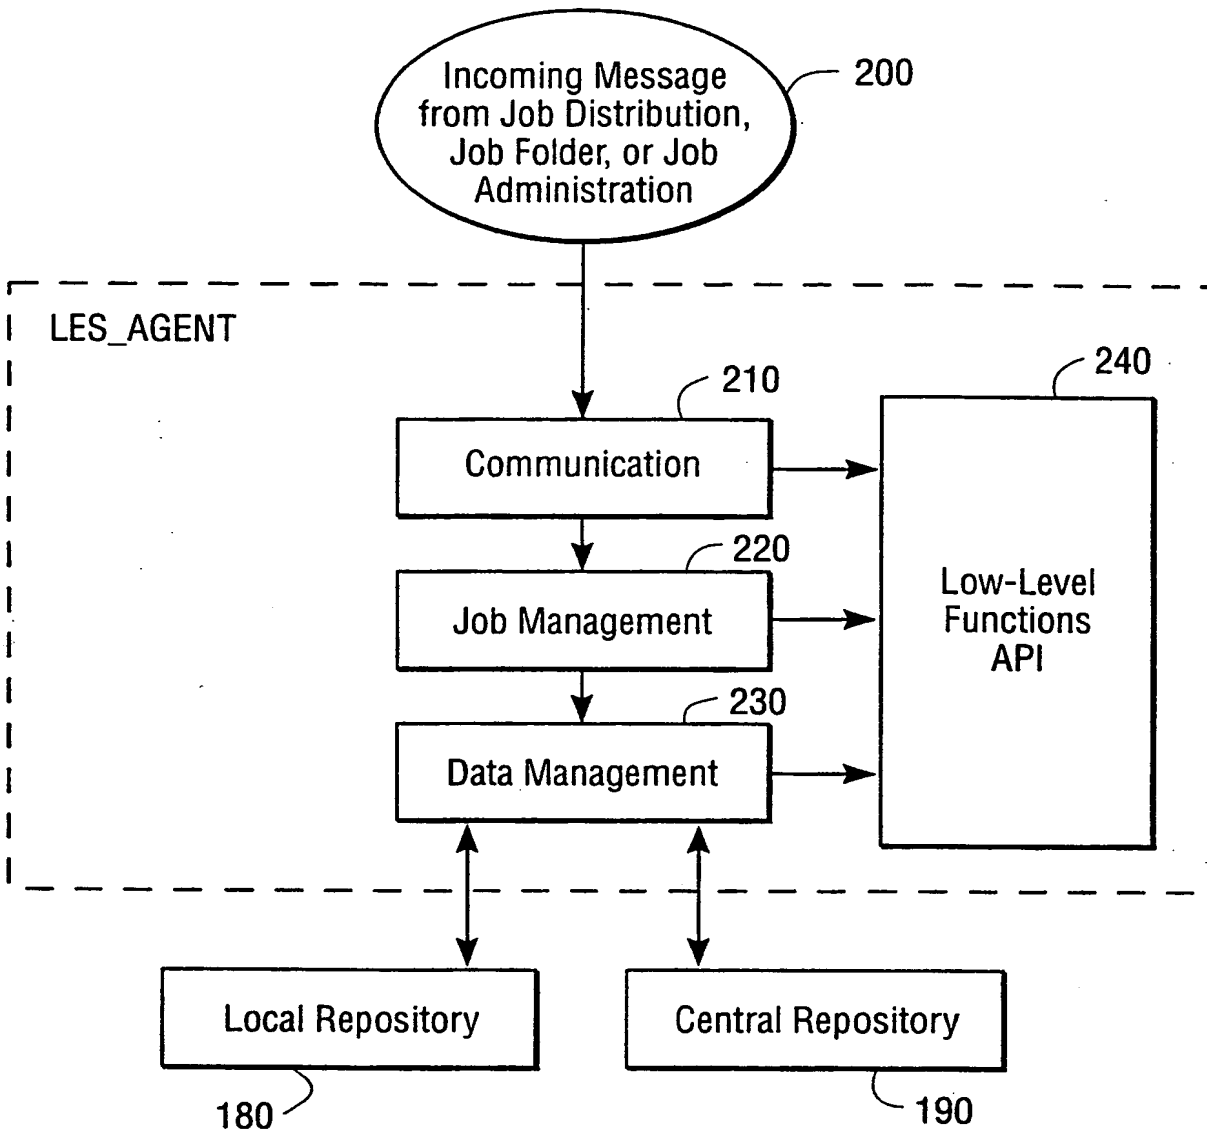 Incoming Message
from Job Distribution,
Job Folder, or Job
Administration
200
LES_AGENT
210
240
Communication
220
Low-Level
Functions
API
Job Management
230
Data Management
Local Repository
Central Repository
180
190